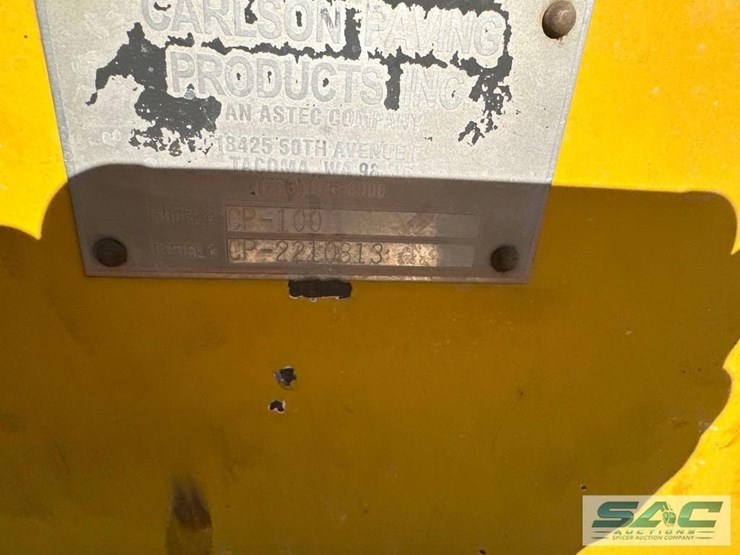 CARLSON PAVING
PRODUCTS INC.
AN ASTEC COMPANY
18425 50TH AVENUE
TACOMA, WA
CP-100
CP-2210813
SAC
AUCTIONS
SPICER AUCTION COMPANY